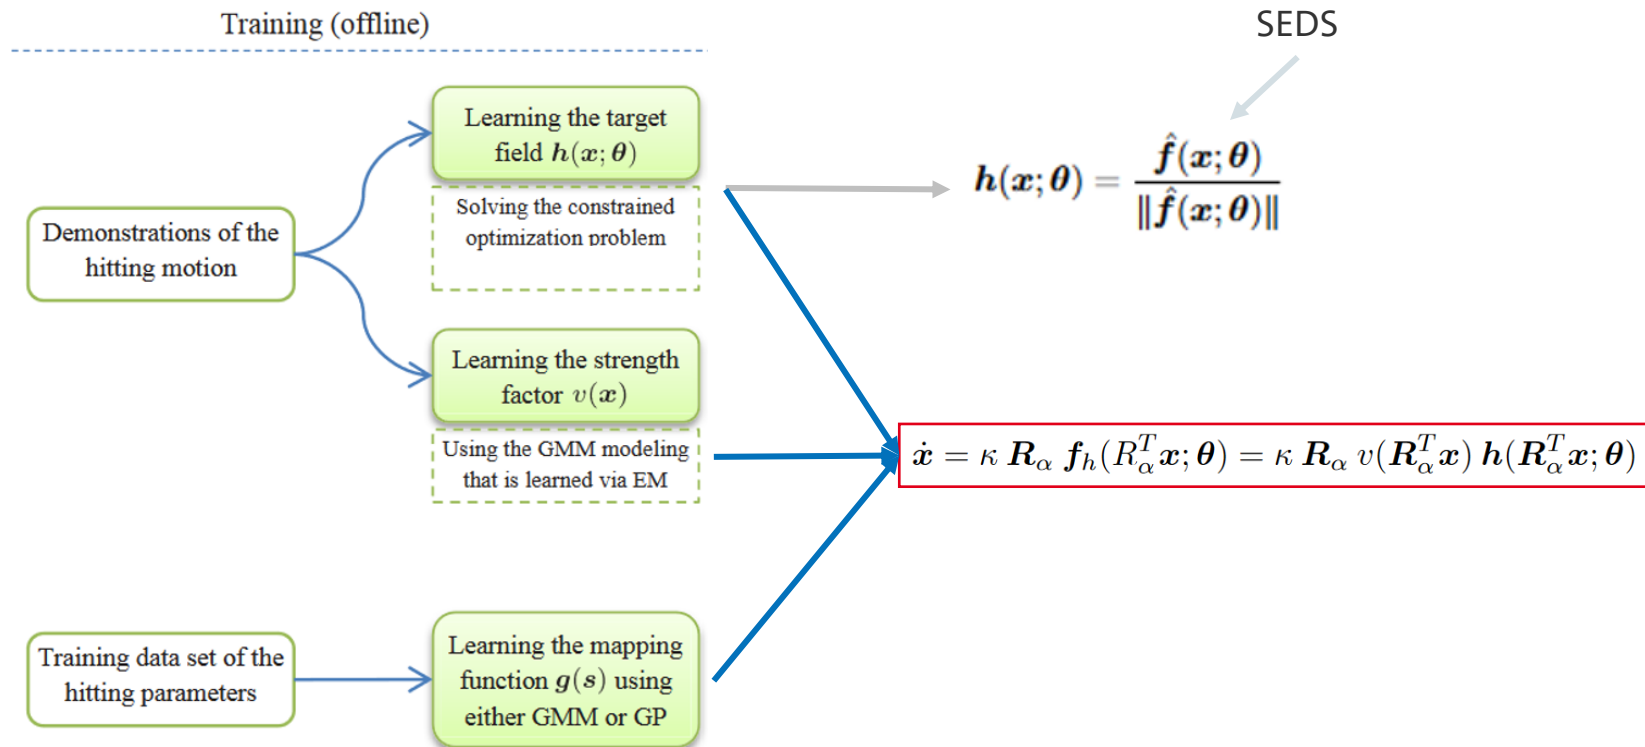 Training (offline)
SEDS
Learning the target
field h(x; θ)
Solving the constrained
optimization problem
h(x; θ) = f̂(x; θ) / ‖f̂(x; θ)‖
Demonstrations of the
hitting motion
Learning the strength
factor v(x)
Using the GMM modeling
that is learned via EM
ẋ = κ R_α f_h(R_α^T x; θ) = κ R_α v(R_α^T x) h(R_α^T x; θ)
Training data set of the
hitting parameters
Learning the mapping
function g(s) using
either GMM or GP